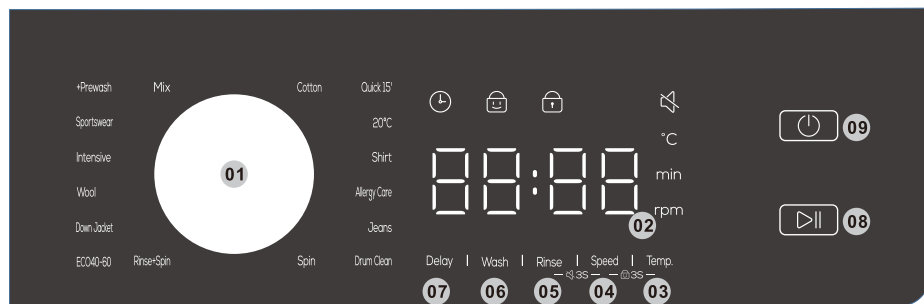 +Prewash Mix Cotton Quick 15'
Sportswear 20°C
°C
Intensive Shirt
01
min
Wool Allergy Care
88:88
rpm
Down Jacket Jeans
02
ECO40-60 Rinse+Spin Spin Drum Clean
Delay | Wash | Rinse | Speed | Temp.
3S 3S
07 06 05 04 03
09
08